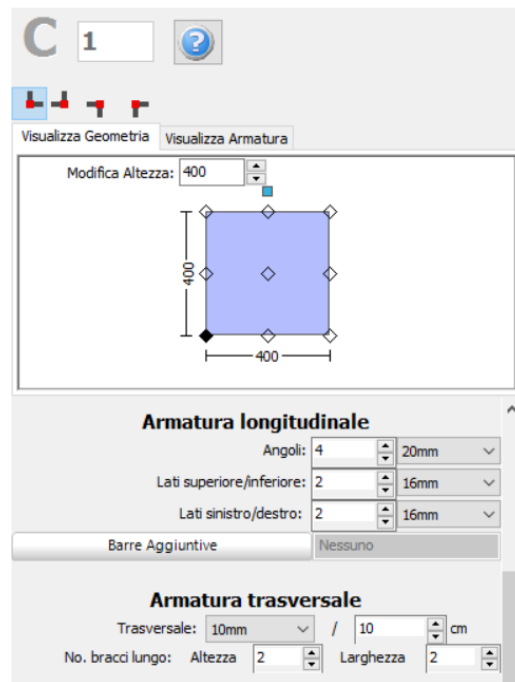 C 1 ?
Visualizza Geometria Visualizza Armatura
Modifica Altezza: 400
400
400
Armatura longitudinale
Angoli: 4 20mm
Lati superiore/inferiore: 2 16mm
Lati sinistro/destro: 2 16mm
Barre Aggiuntive Nessuno
Armatura trasversale
Trasversale: 10mm / 10 cm
No. bracci lungo: Altezza 2 Larghezza 2